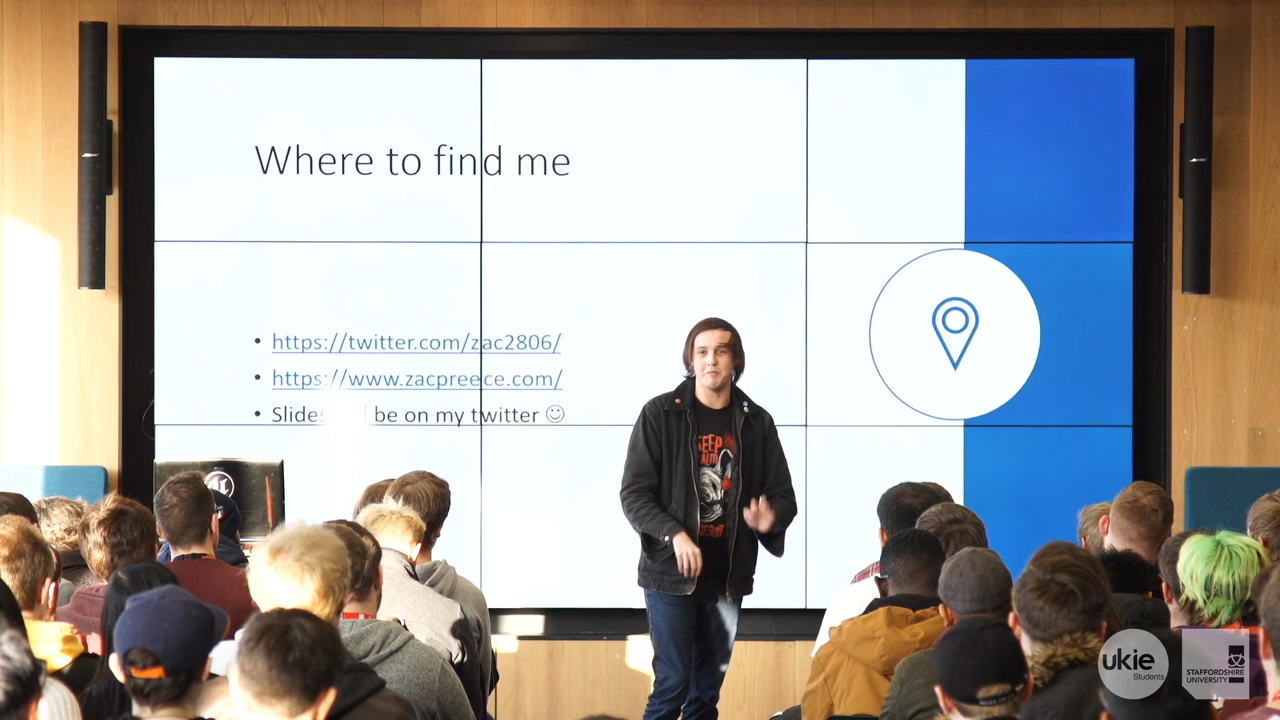 Where to find me
• https://twitter.com/zac2806/
• https://www.zacpreece.com/
• Slides will be on my twitter ☺
ukie
Students
STAFFORDSHIRE
UNIVERSITY